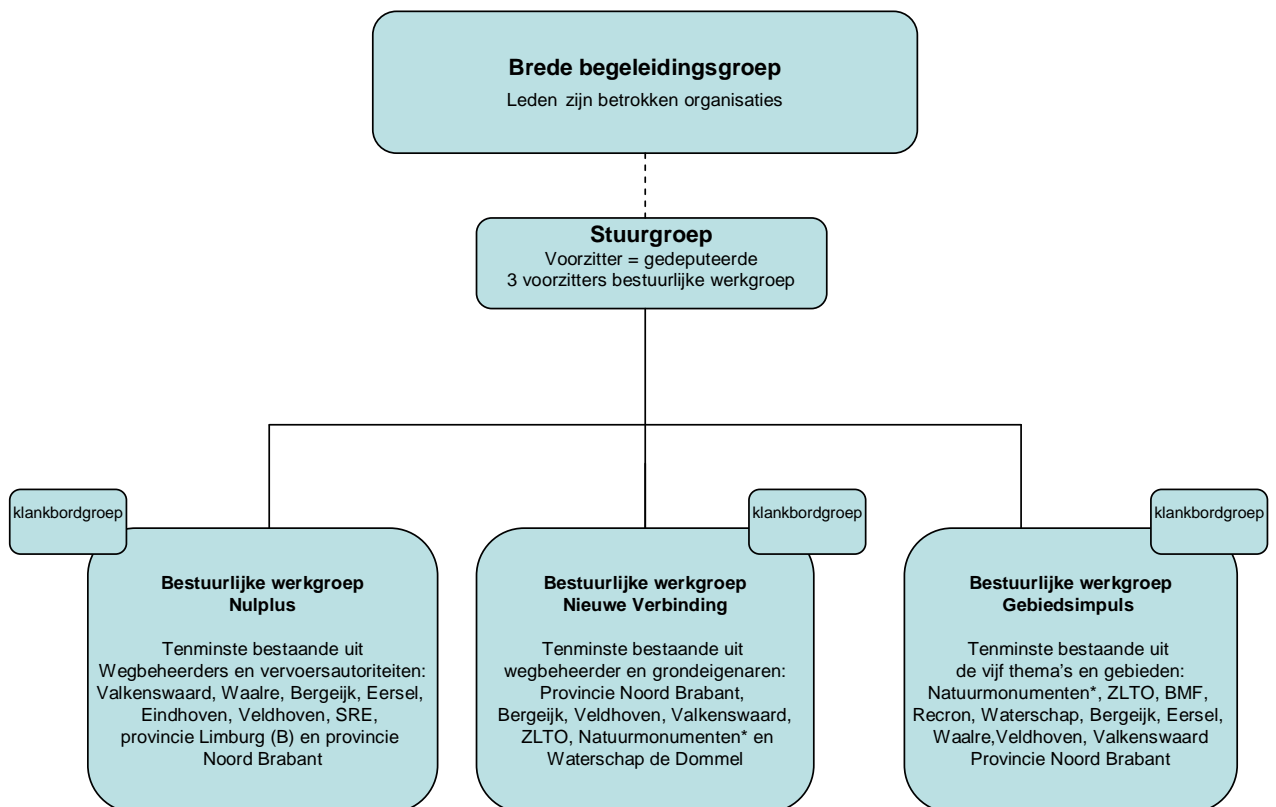 Brede begeleidingsgroep
Leden zijn betrokken organisaties
Stuurgroep
Voorzitter = gedeputeerde
3 voorzitters bestuurlijke werkgroep
klankbordgroep
Bestuurlijke werkgroep
Nulplus
Tenminste bestaande uit
Wegbeheerders en vervoersautoriteiten:
Valkenswaard, Waalre, Bergeijk, Eersel,
Eindhoven, Veldhoven, SRE,
provincie Limburg (B) en provincie
Noord Brabant
klankbordgroep
Bestuurlijke werkgroep
Nieuwe Verbinding
Tenminste bestaande uit
wegbeheerder en grondeigenaren:
Provincie Noord Brabant,
Bergeijk, Veldhoven, Valkenswaard,
ZLTO, Natuurmonumenten* en
Waterschap de Dommel
klankbordgroep
Bestuurlijke werkgroep
Gebiedsimpuls
Tenminste bestaande uit
de vijf thema's en gebieden:
Natuurmonumenten*, ZLTO, BMF,
Recron, Waterschap, Bergeijk, Eersel,
Waalre,Veldhoven, Valkenswaard
Provincie Noord Brabant